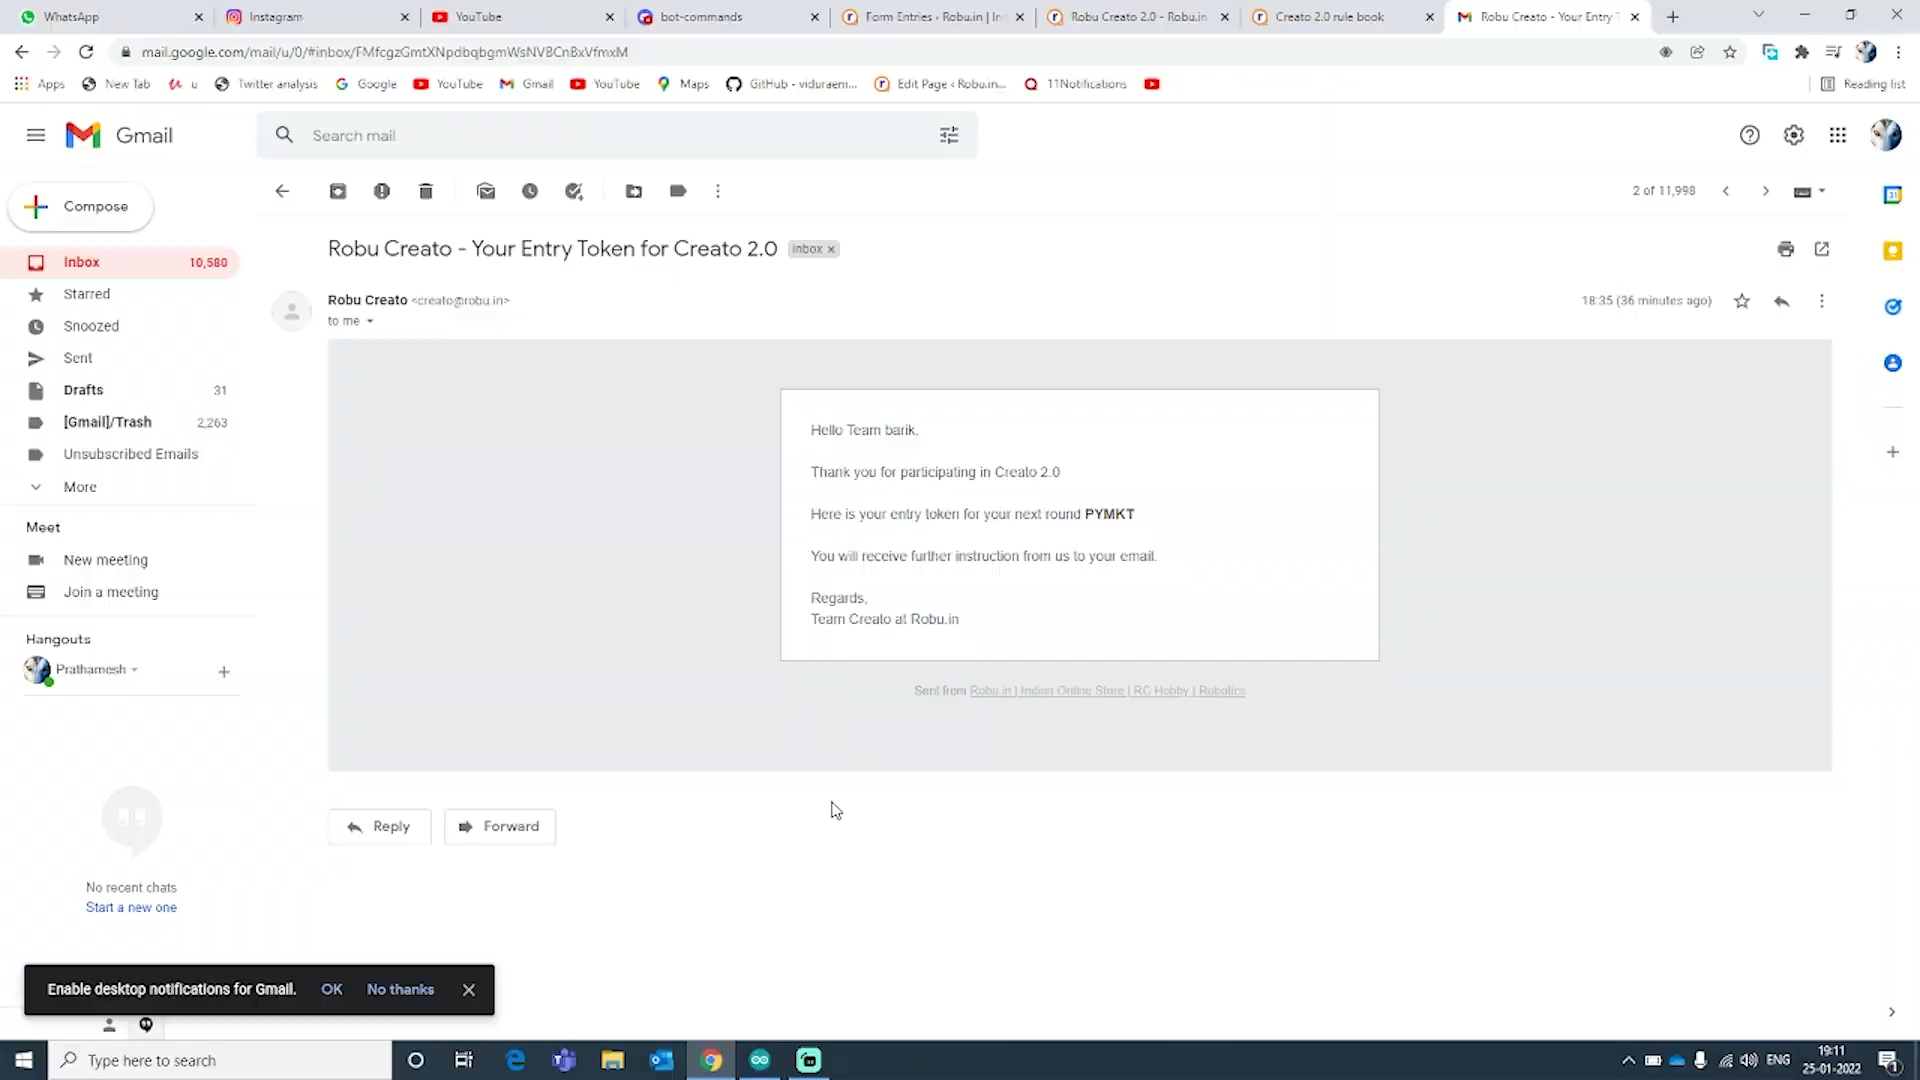 WhatsApp
Instagram
YouTube
bot-commands
Form Entries ‹ Robu.in | In
Robu Creato 2.0 - Robu.in
Creato 2.0 rule book
Robu Creato - Your Entry T
mail.google.com/mail/u/0/#inbox/FMfcgzGmtXNpdbqbgmWsNVBCnBxVfmxM
Apps
New Tab
u
Twitter analysis
Google
YouTube
Gmail
YouTube
Maps
GitHub - viduraem...
Edit Page ‹ Robu.in...
11Notifications
Reading list
Gmail
Search mail
Compose
2 of 11,998
Robu Creato - Your Entry Token for Creato 2.0
Inbox
Inbox 10,580
Starred
Snoozed
Sent
Drafts 31
[Gmail]/Trash 2,263
Unsubscribed Emails
More
Meet
New meeting
Join a meeting
Hangouts
Prathamesh
No recent chats
Start a new one
Robu Creato <creato@robu.in>
18:35 (36 minutes ago)
to me
Hello Team barik,
Thank you for participating in Creato 2.0
Here is your entry token for your next round PYMKT
You will receive further instruction from us to your email.
Regards,
Team Creato at Robu.in
Sent from Robu.in | Indian Online Store | RC Hobby | Robotics
Reply
Forward
Enable desktop notifications for Gmail. OK No thanks
Type here to search
ENG
19:11
25-01-2022
1